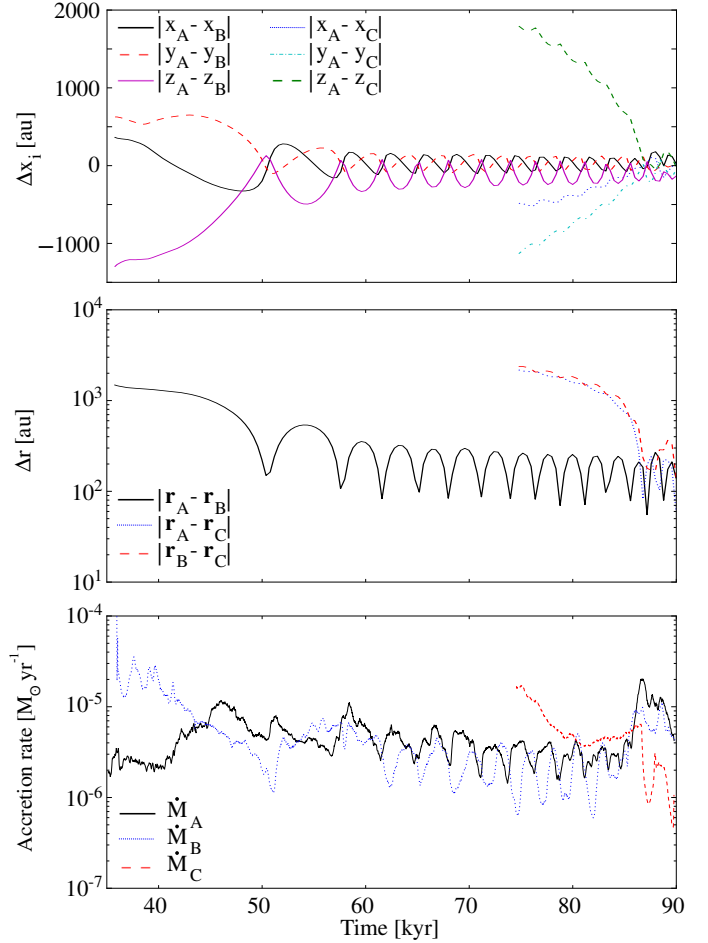 2000
1000
0
−1000
Δx_i [au]
|x_A - x_B|
|y_A - y_B|
|z_A - z_B|
|x_A - x_C|
|y_A - y_C|
|z_A - z_C|
10^4
10^3
10^2
10^1
Δr [au]
|r_A - r_B|
|r_A - r_C|
|r_B - r_C|
10^-4
10^-5
10^-6
10^-7
Accretion rate [M_⊙ yr^-1]
Ṁ_A
Ṁ_B
Ṁ_C
40 50 60 70 80 90
Time [kyr]